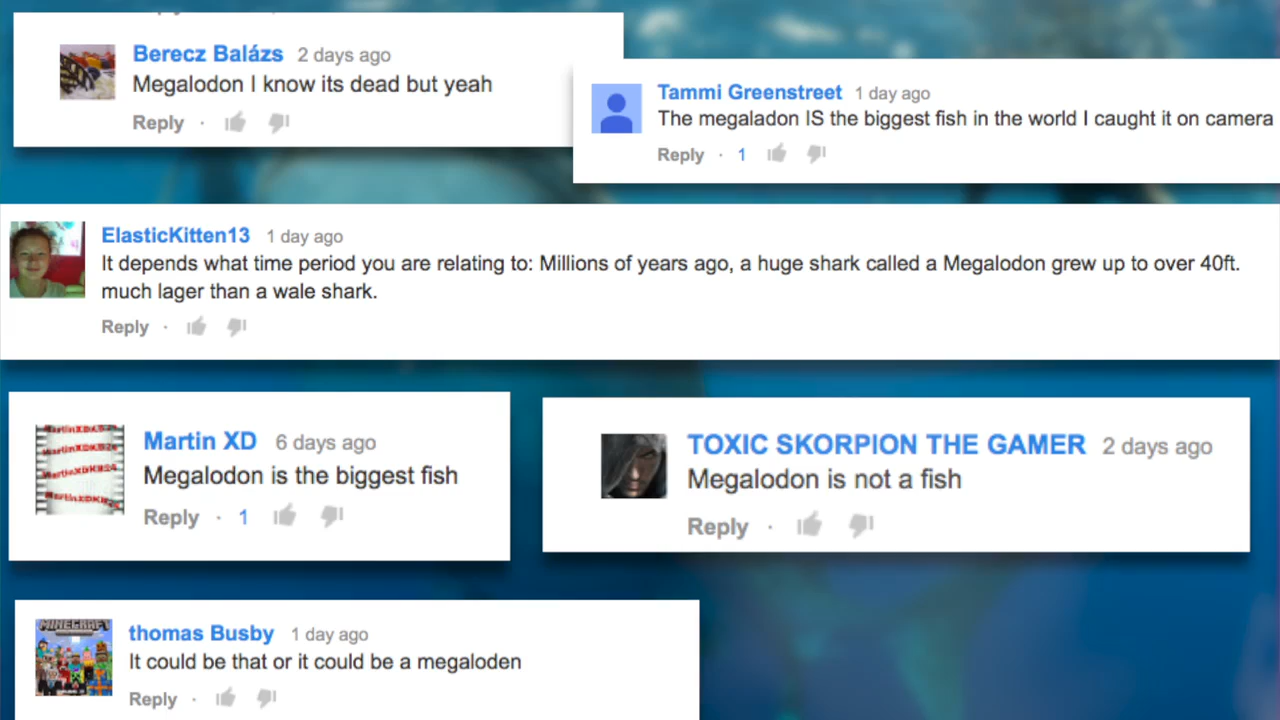 Berecz Balázs 2 days ago
Megalodon I know its dead but yeah
Reply ·
Tammi Greenstreet 1 day ago
The megaladon IS the biggest fish in the world I caught it on camera
Reply · 1
ElasticKitten13 1 day ago
It depends what time period you are relating to: Millions of years ago, a huge shark called a Megalodon grew up to over 40ft.
much lager than a wale shark.
Reply ·
Martin XD 6 days ago
Megalodon is the biggest fish
Reply · 1
TOXIC SKORPION THE GAMER 2 days ago
Megalodon is not a fish
Reply ·
MINECRAFT
thomas Busby 1 day ago
It could be that or it could be a megaloden
Reply ·